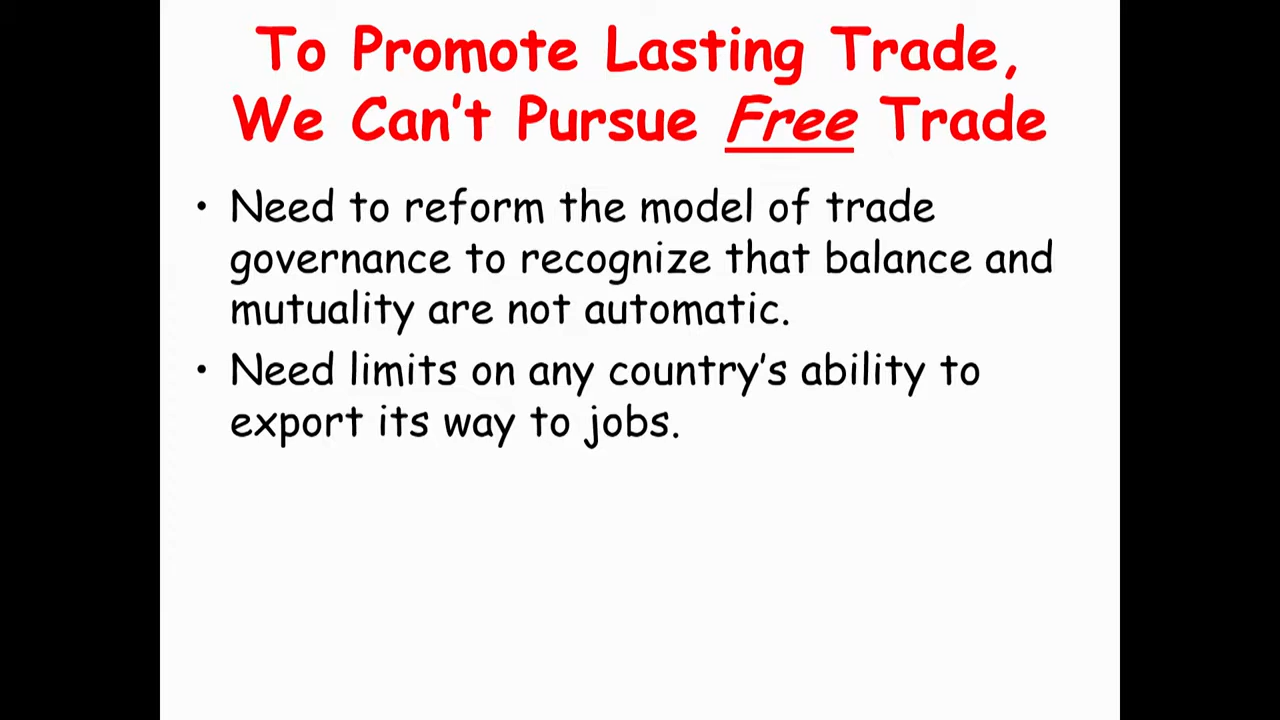 To Promote Lasting Trade,
We Can't Pursue Free Trade
• Need to reform the model of trade
governance to recognize that balance and
mutuality are not automatic.
• Need limits on any country's ability to
export its way to jobs.